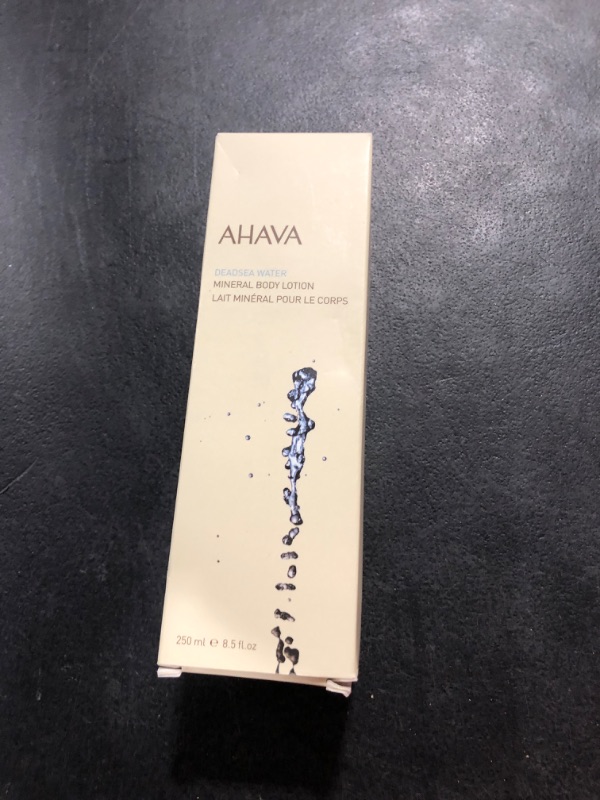 AHAVA
DEADSEA WATER
MINERAL BODY LOTION
LAIT MINÉRAL POUR LE CORPS
250 ml ℮ 8.5 fl.oz